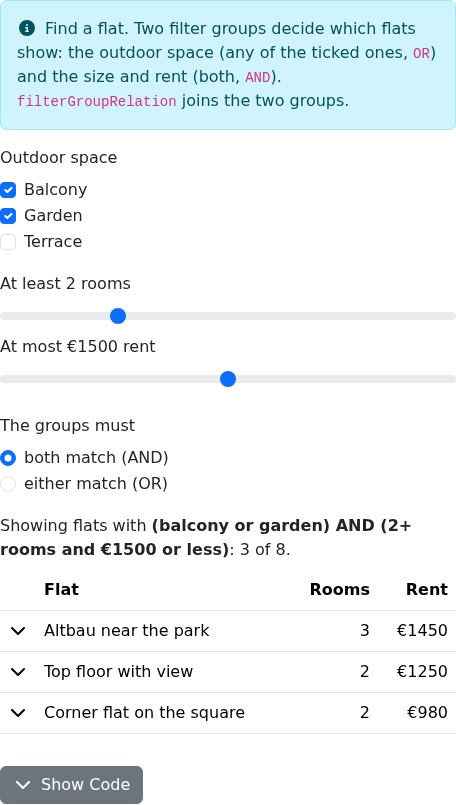 Find a flat. Two filter groups decide which flats
show: the outdoor space (any of the ticked ones, OR)
and the size and rent (both, AND).
filterGroupRelation joins the two groups.
Outdoor space
Balcony
Garden
Terrace
At least 2 rooms
At most €1500 rent
The groups must
both match (AND)
either match (OR)
Showing flats with (balcony or garden) AND (2+
rooms and €1500 or less): 3 of 8.
Flat Rooms Rent
Altbau near the park 3 €1450
Top floor with view 2 €1250
Corner flat on the square 2 €980
Show Code